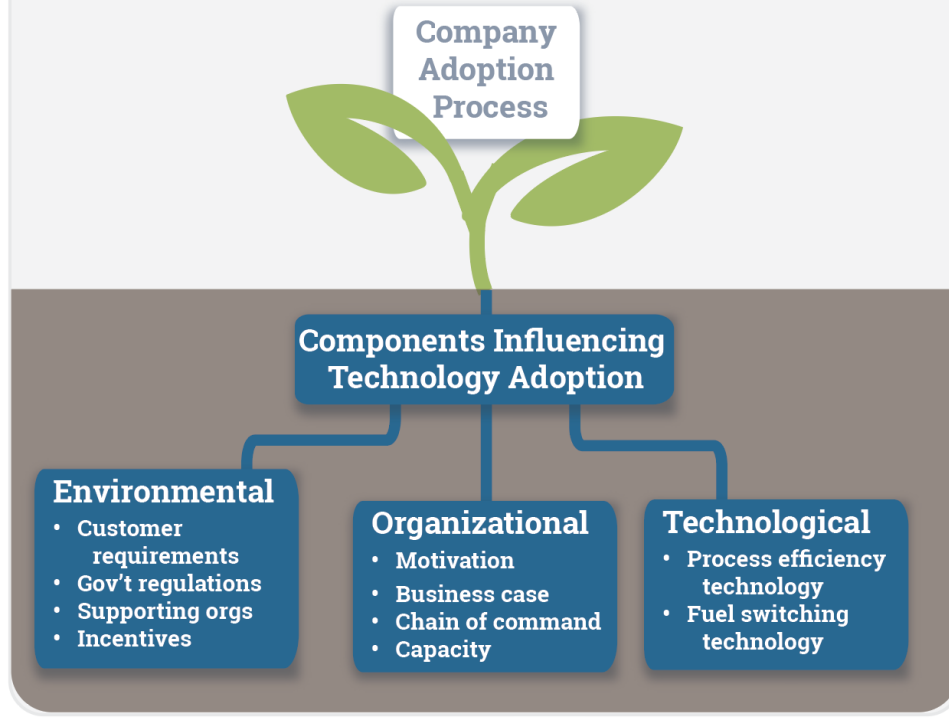 Company
Adoption
Process
Components Influencing
Technology Adoption
Environmental
• Customer
requirements
• Gov't regulations
• Supporting orgs
• Incentives
Organizational
• Motivation
• Business case
• Chain of command
• Capacity
Technological
• Process efficiency
technology
• Fuel switching
technology